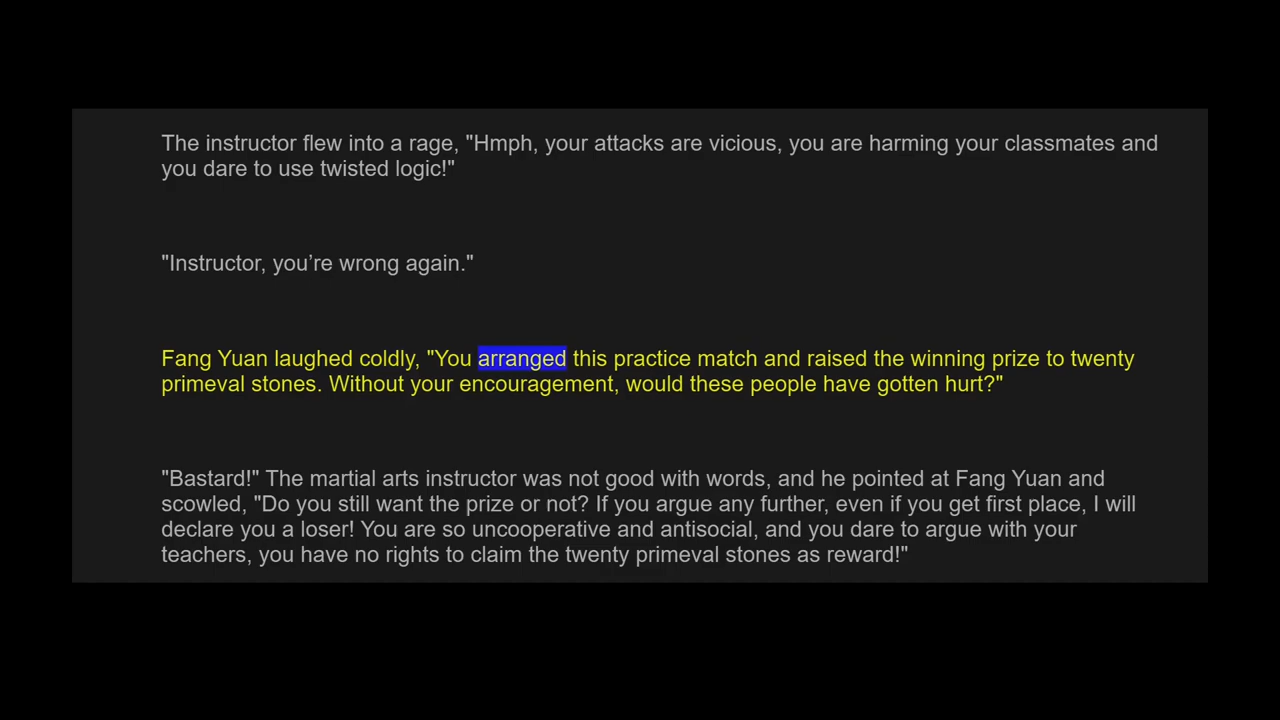 The instructor flew into a rage, "Hmph, your attacks are vicious, you are harming your classmates and
you dare to use twisted logic!"
"Instructor, you’re wrong again."
Fang Yuan laughed coldly, "You arranged this practice match and raised the winning prize to twenty
primeval stones. Without your encouragement, would these people have gotten hurt?"
"Bastard!" The martial arts instructor was not good with words, and he pointed at Fang Yuan and
scowled, "Do you still want the prize or not? If you argue any further, even if you get first place, I will
declare you a loser! You are so uncooperative and antisocial, and you dare to argue with your
teachers, you have no rights to claim the twenty primeval stones as reward!"